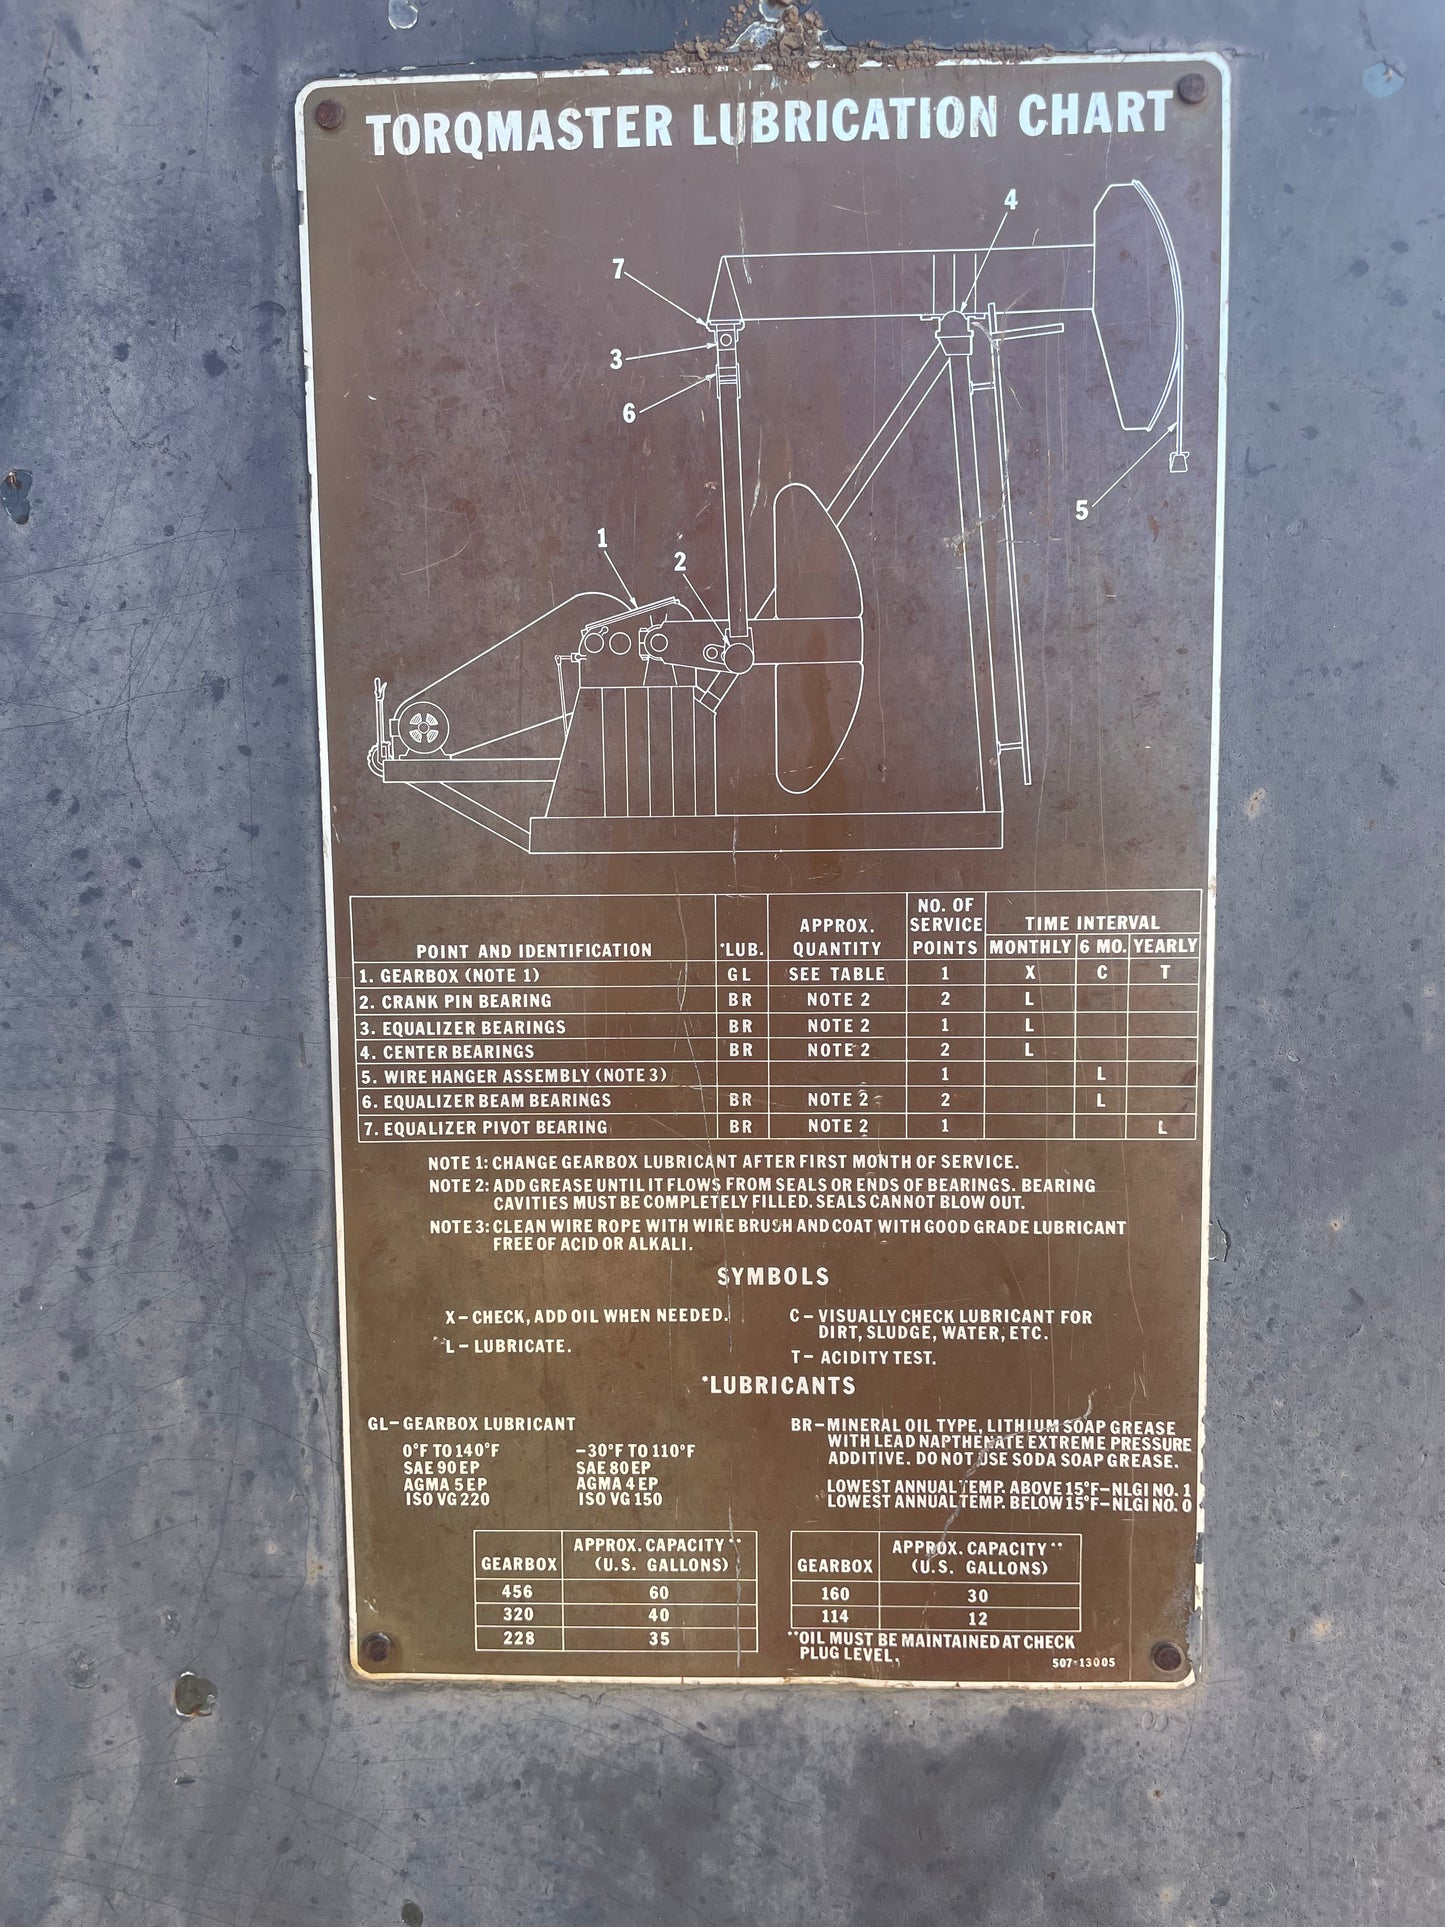 TORQMASTER LUBRICATION CHART
4
7
3
6
5
1
2
POINT AND IDENTIFICATION *LUB. APPROX. QUANTITY NO. OF SERVICE POINTS TIME INTERVAL
MONTHLY 6 MO. YEARLY
1. GEARBOX (NOTE 1) GL SEE TABLE 1 X C T
2. CRANK PIN BEARING BR NOTE 2 2 L
3. EQUALIZER BEARINGS BR NOTE 2 1 L
4. CENTER BEARINGS BR NOTE 2 2 L
5. WIRE HANGER ASSEMBLY (NOTE 3) 1 L
6. EQUALIZER BEAM BEARINGS BR NOTE 2 2 L
7. EQUALIZER PIVOT BEARING BR NOTE 2 1 L
NOTE 1: CHANGE GEARBOX LUBRICANT AFTER FIRST MONTH OF SERVICE.
NOTE 2: ADD GREASE UNTIL IT FLOWS FROM SEALS OR ENDS OF BEARINGS. BEARING
CAVITIES MUST BE COMPLETELY FILLED. SEALS CANNOT BLOW OUT.
NOTE 3: CLEAN WIRE ROPE WITH WIRE BRUSH AND COAT WITH GOOD GRADE LUBRICANT
FREE OF ACID OR ALKALI.
SYMBOLS
X – CHECK, ADD OIL WHEN NEEDED.
L – LUBRICATE.
C – VISUALLY CHECK LUBRICANT FOR
DIRT, SLUDGE, WATER, ETC.
T – ACIDITY TEST.
*LUBRICANTS
GL – GEARBOX LUBRICANT
0°F TO 140°F
SAE 90 EP
AGMA 5 EP
ISO VG 220
–30°F TO 110°F
SAE 80 EP
AGMA 4 EP
ISO VG 150
BR – MINERAL OIL TYPE, LITHIUM SOAP GREASE
WITH LEAD NAPTHENATE EXTREME PRESSURE
ADDITIVE. DO NOT USE SODA SOAP GREASE.
LOWEST ANNUAL TEMP. ABOVE 15°F – NLGI NO. 1
LOWEST ANNUAL TEMP. BELOW 15°F – NLGI NO. 0
GEARBOX APPROX. CAPACITY** (U.S. GALLONS)
456 60
320 40
228 35
GEARBOX APPROX. CAPACITY** (U.S. GALLONS)
160 30
114 12
**OIL MUST BE MAINTAINED AT CHECK
PLUG LEVEL.
507-13005